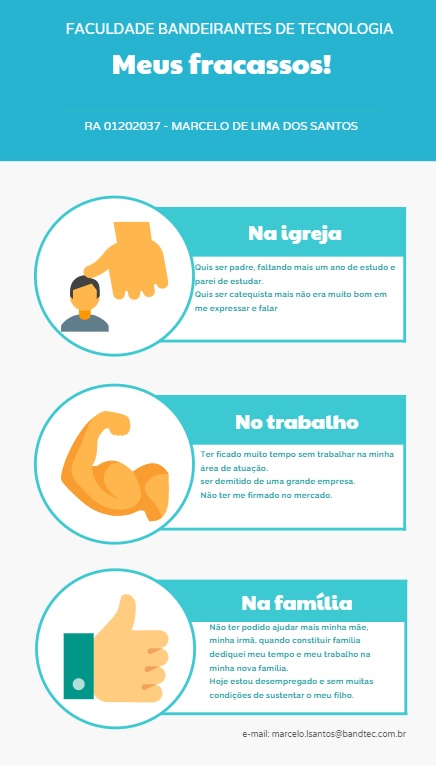 FACULDADE BANDEIRANTES DE TECNOLOGIA
Meus fracassos!
RA 01202037 - MARCELO DE LIMA DOS SANTOS
Na igreja
Quis ser padre, faltando mais um ano de estudo e
parei de estudar.
Quis ser catequista mais não era muito bom em
me expressar e falar
No trabalho
Ter ficado muito tempo sem trabalhar na minha
área de atuação.
ser demitido de uma grande empresa.
Não ter me firmado no mercado.
Na família
Não ter podido ajudar mais minha mãe,
minha irmã, quando constituir família
dediquei meu tempo e meu trabalho na
minha nova família.
Hoje estou desempregado e sem muitas
condições de sustentar o meu filho.
e-mail: marcelo.lsantos@bandtec.com.br